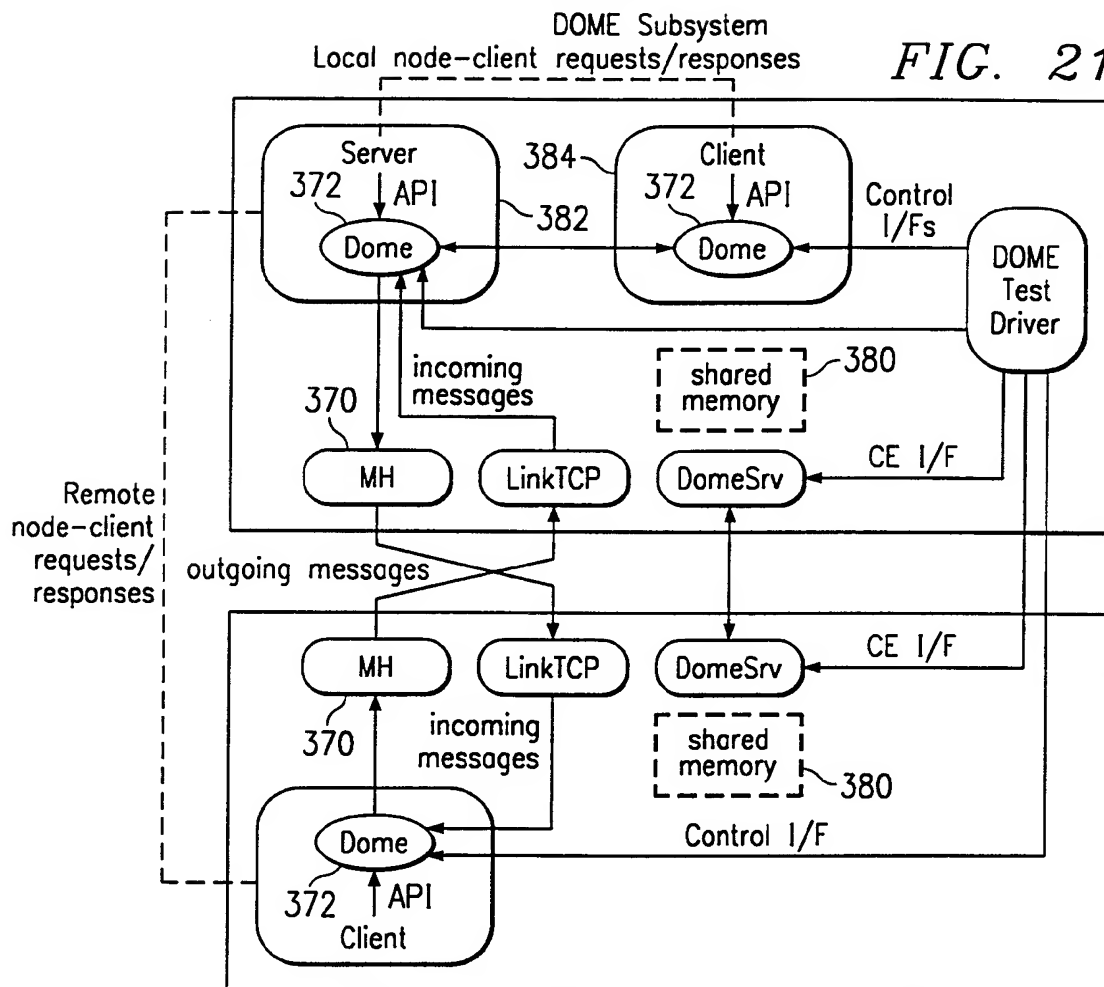 DOME Subsystem
Local node-client requests/responses
FIG. 21
Server
API
372
Dome
382
384
Client
372
API
Dome
Control
I/Fs
DOME
Test
Driver
incoming
messages
shared
memory
380
370
MH
LinkTCP
DomeSrv
CE I/F
Remote
node-client
requests/
responses
outgoing messages
MH
LinkTCP
DomeSrv
CE I/F
370
incoming
messages
shared
memory
380
Dome
372
API
Client
Control I/F